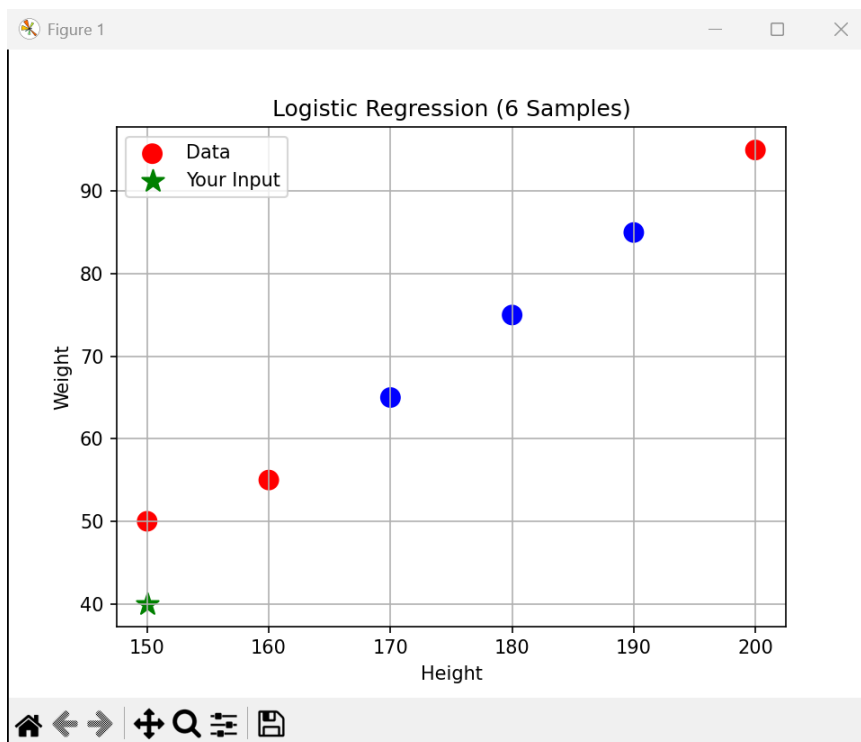 Figure 1
Logistic Regression (6 Samples)
Data
Your Input
90
80
70
60
50
40
Weight
150 160 170 180 190 200
Height